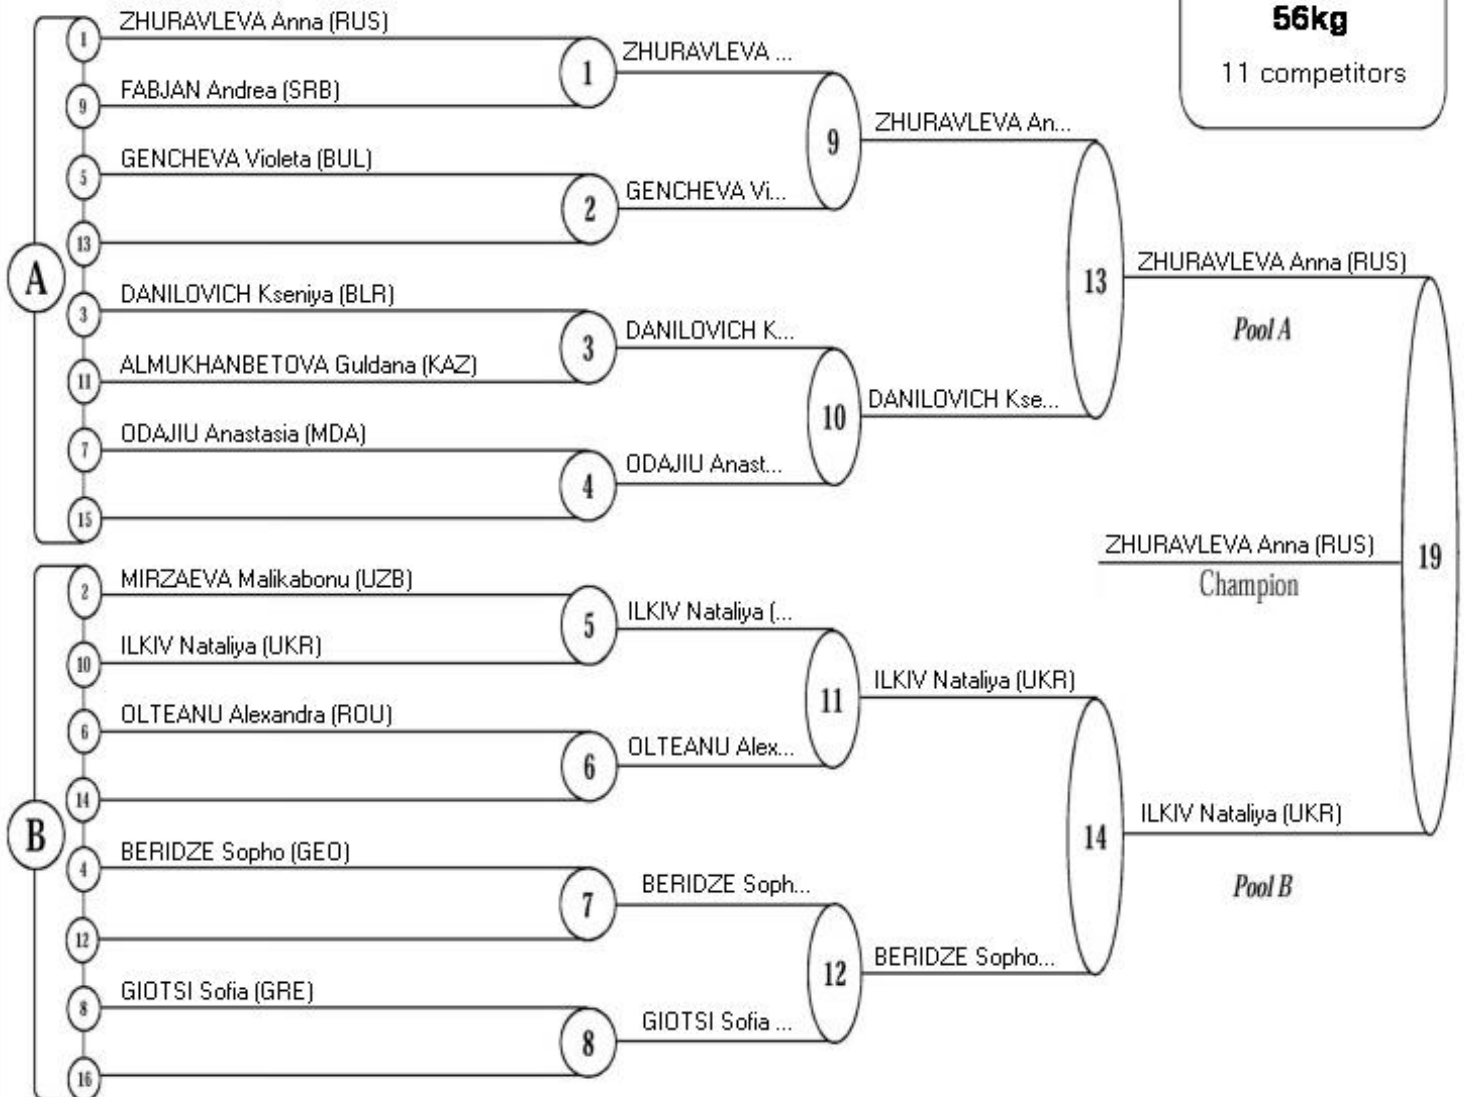 56kg
11 competitors
A
1
ZHURAVLEVA Anna (RUS)
9
FABJAN Andrea (SRB)
5
GENCHEVA Violeta (BUL)
13
3
DANILOVICH Kseniya (BLR)
11
ALMUKHANBETOVA Guldana (KAZ)
7
ODAJIU Anastasia (MDA)
15
1
ZHURAVLEVA ...
2
GENCHEVA Vi...
3
DANILOVICH K...
4
ODAJIU Anast...
9
ZHURAVLEVA An...
10
DANILOVICH Kse...
13
ZHURAVLEVA Anna (RUS)
Pool A
B
2
MIRZAEVA Malikabonu (UZB)
10
ILKIV Nataliya (UKR)
6
OLTEANU Alexandra (ROU)
14
4
BERIDZE Sopho (GEO)
12
8
GIOTSI Sofia (GRE)
16
5
ILKIV Nataliya (...
6
OLTEANU Alex...
7
BERIDZE Soph...
8
GIOTSI Sofia ...
11
ILKIV Nataliya (UKR)
12
BERIDZE Sopho...
14
ILKIV Nataliya (UKR)
Pool B
19
ZHURAVLEVA Anna (RUS)
Champion